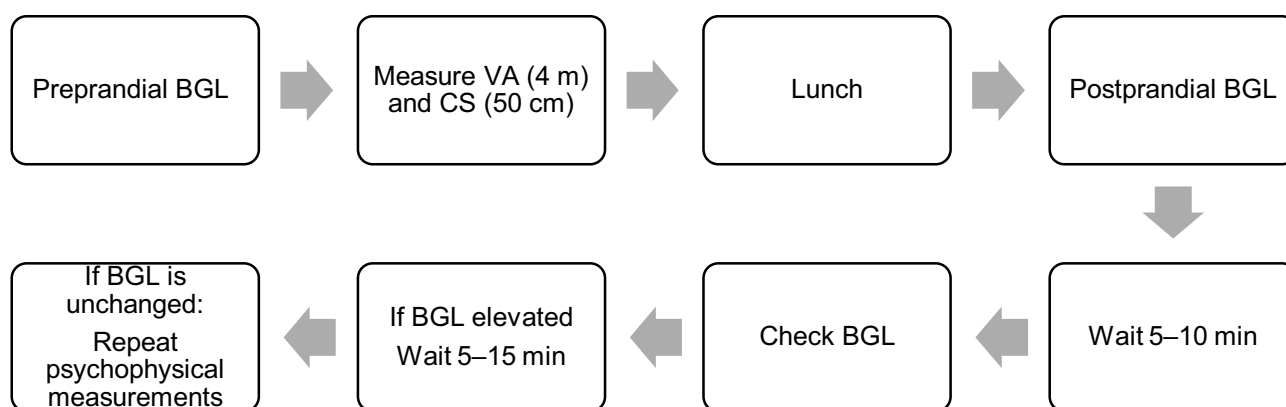 Preprandial BGL
Measure VA (4 m)
and CS (50 cm)
Lunch
Postprandial BGL
Wait 5–10 min
Check BGL
If BGL elevated
Wait 5–15 min
If BGL is
unchanged:
Repeat
psychophysical
measurements